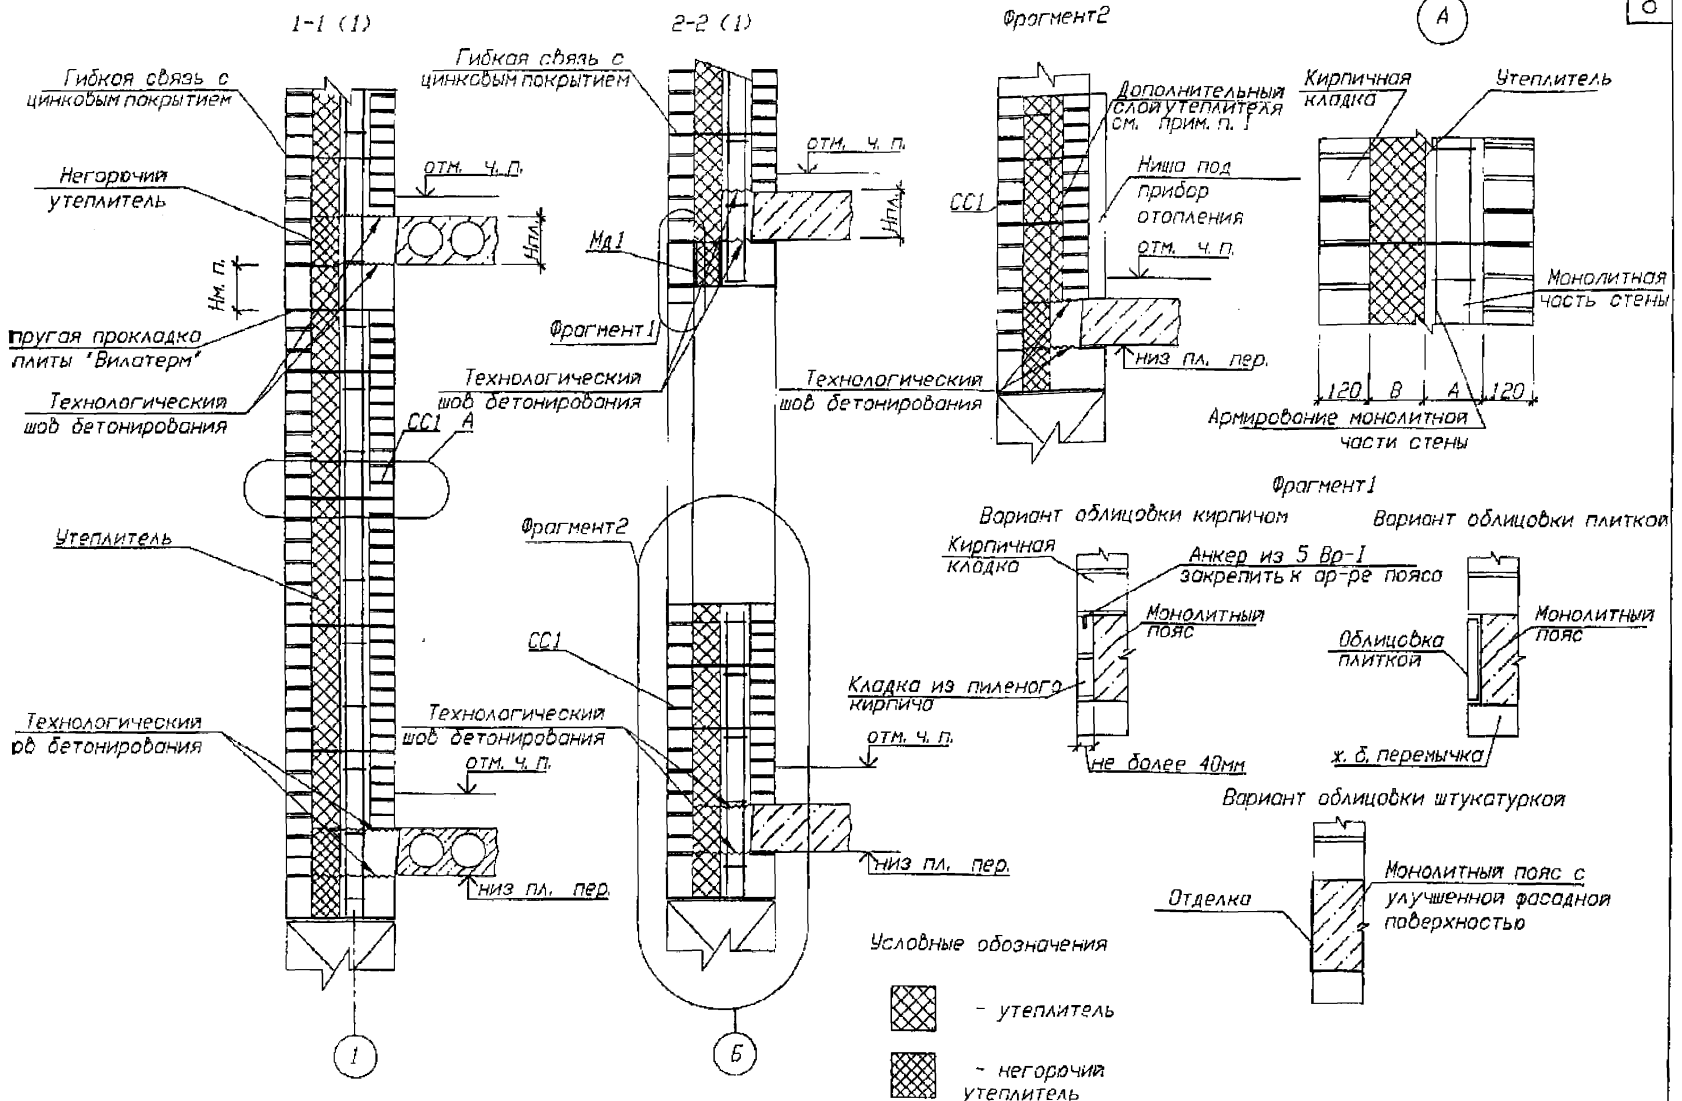 1-1 (1)
Гибкая связь с
цинковым покрытием
Негорючий
утеплитель
отм. ч. п.
Нпл.
Нм. п.
пругая прокладка
плиты "Вилатерм"
Технологический
шов бетонирования
СС1
А
Утеплитель
Технологический
ов бетонирования
отм. ч. п.
низ пл. пер.
1
2-2 (1)
Гибкая связь с
цинковым покрытием
отм. ч. п.
Нпл.
Мд1
Фрагмент1
Технологический
шов бетонирования
Фрагмент2
СС1
Технологический
шов бетонирования
отм. ч. п.
низ пл. пер.
Б
Фрагмент2
Дополнительный
слой утеплителя
см. прим. п. 1
СС1
Ниша под
прибор
отопления
отм. ч. п.
низ пл. пер.
Технологический
шов бетонирования
А
Кирпичная
кладка
Утеплитель
Монолитная
часть стены
120 В А 120
Армирование монолитной
части стены
Фрагмент1
Вариант облицовки кирпичом
Кирпичная
кладка
Анкер из 5 Вр-I
закрепить к ар-ре пояса
Монолитный
пояс
Кладка из пиленого
кирпича
не более 40мм
Вариант облицовки плиткой
Монолитный
пояс
Облицовка
плиткой
ж. б. перемычка
Вариант облицовки штукатуркой
Монолитный пояс с
улучшенной фасадной
поверхностью
Отделка
Условные обозначения
- утеплитель
- негорючий
утеплитель